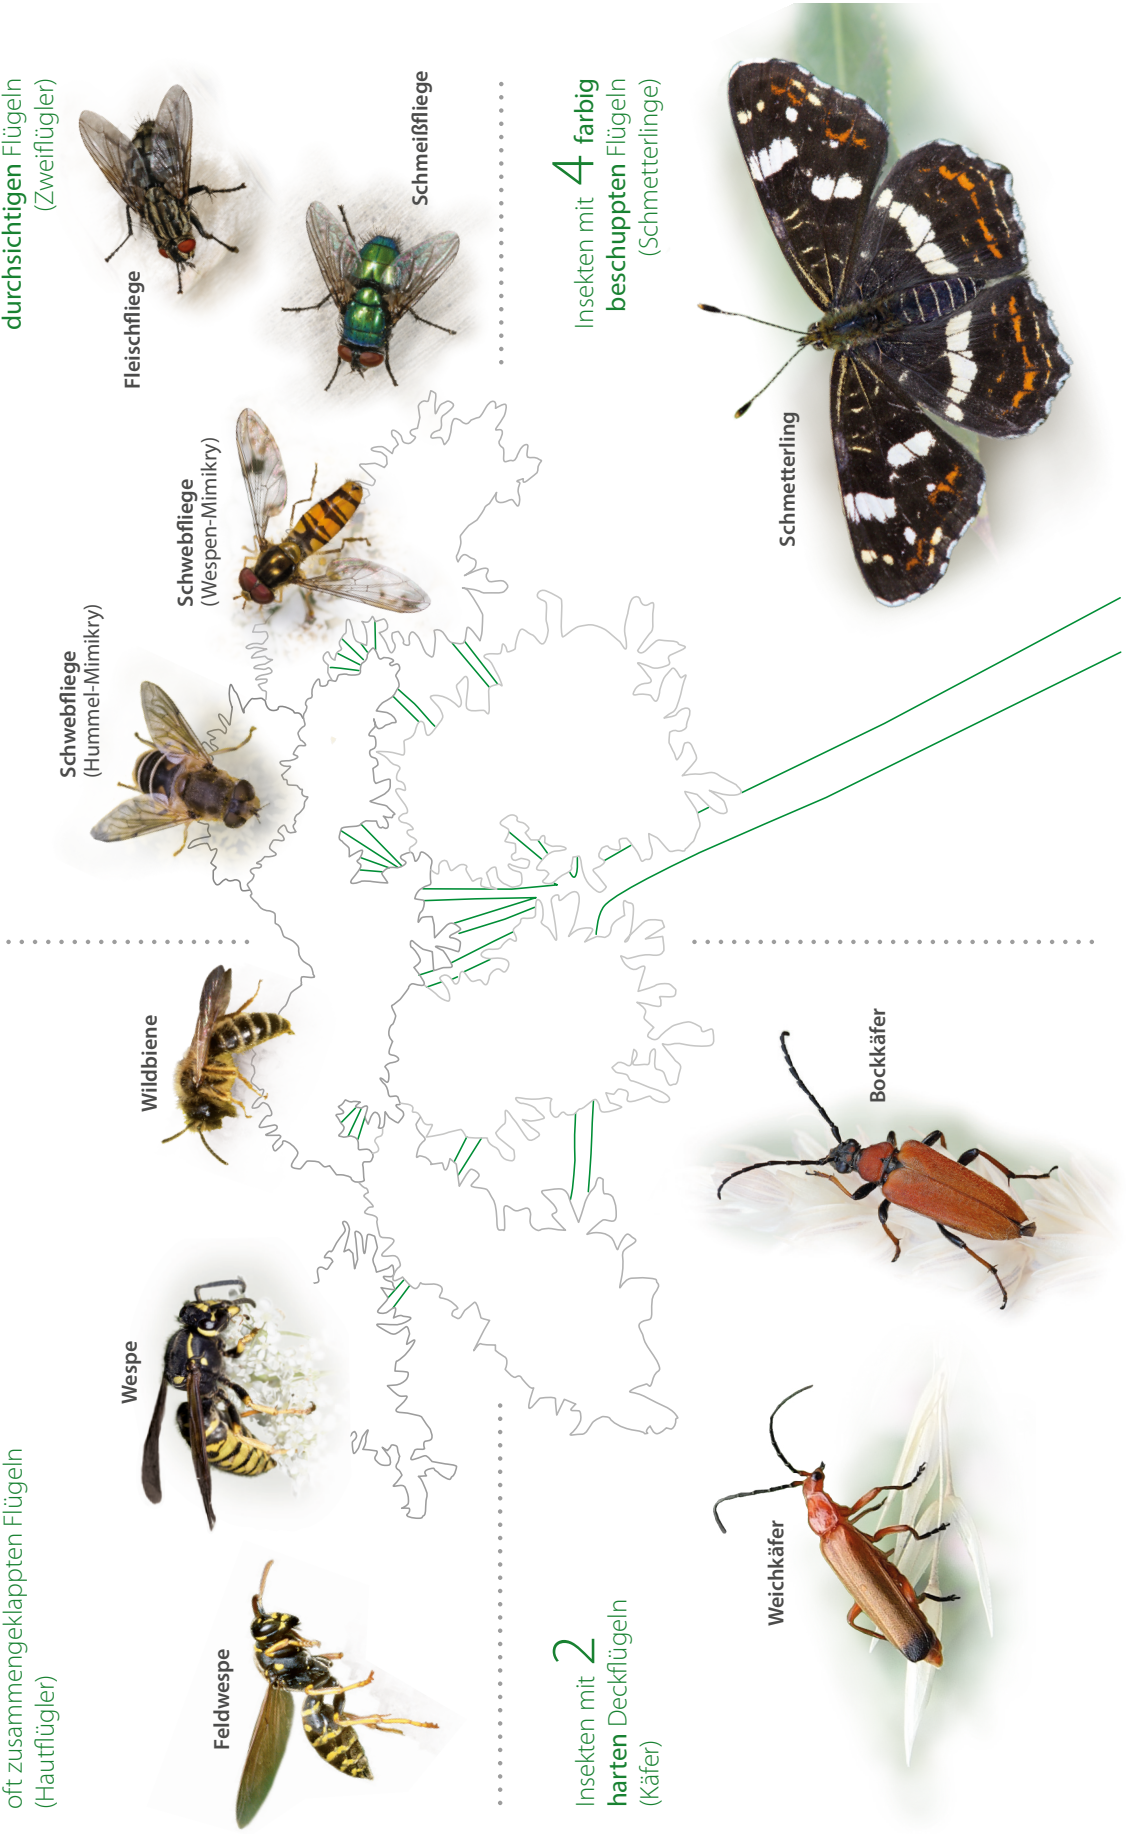 oft zusammengeklappten Flügeln
(Hautflügler)
Feldwespe
Wespe
Wildbiene
durchsichtigen Flügeln
(Zweiflügler)
Schwebfliege
(Hummel-Mimikry)
Schwebfliege
(Wespen-Mimikry)
Fleischfliege
Schmeißfliege
Insekten mit 2
harten Deckflügeln
(Käfer)
Weichkäfer
Bockkäfer
Insekten mit 4 farbig
beschuppten Flügeln
(Schmetterlinge)
Schmetterling